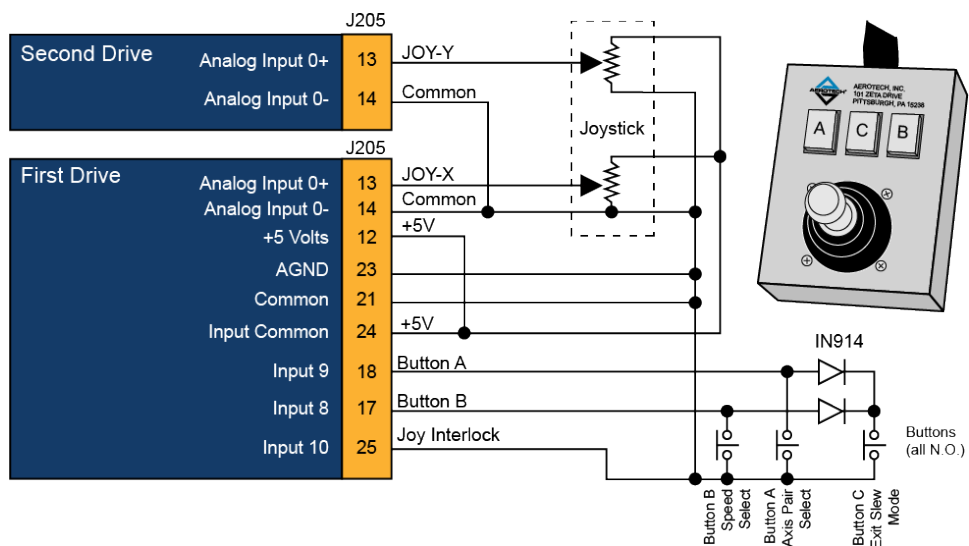 J205
Second Drive
Analog Input 0+ 13 JOY-Y
Analog Input 0- 14 Common
Joystick
J205
First Drive
Analog Input 0+ 13 JOY-X
Analog Input 0- 14 Common
+5 Volts 12 +5V
AGND 23
Common 21
Input Common 24 +5V
Input 9 18 Button A
Input 8 17 Button B
Input 10 25 Joy Interlock
IN914
Buttons
(all N.O.)
Button B
Speed
Select
Button A
Axis Pair
Select
Button C
Exit Slew
Mode
AEROTECH
AEROTECH, INC.
101 ZETA DRIVE
PITTSBURGH, PA 15238
A C B